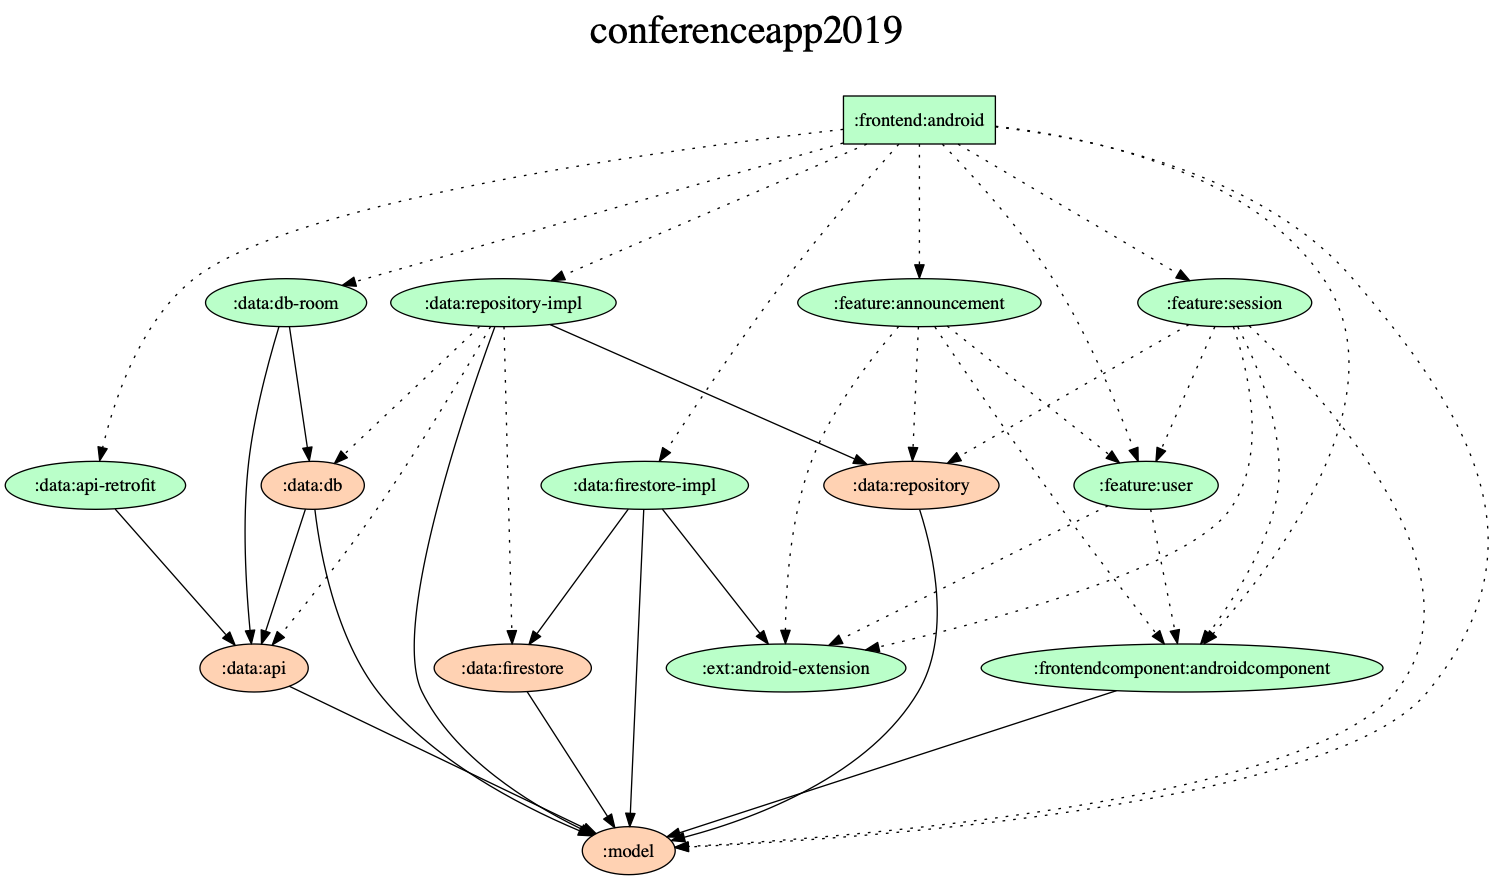 conferenceapp2019
:frontend:android
:data:db-room
:data:repository-impl
:feature:announcement
:feature:session
:data:api-retrofit
:data:db
:data:firestore-impl
:data:repository
:feature:user
:data:api
:data:firestore
:ext:android-extension
:frontendcomponent:androidcomponent
:model